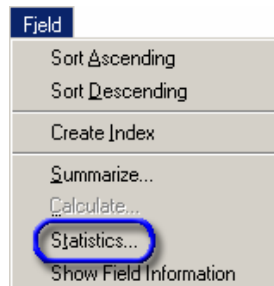 Field
Sort Ascending
Sort Descending
Create Index
Summarize...
Calculate...
Statistics...
Show Field Information